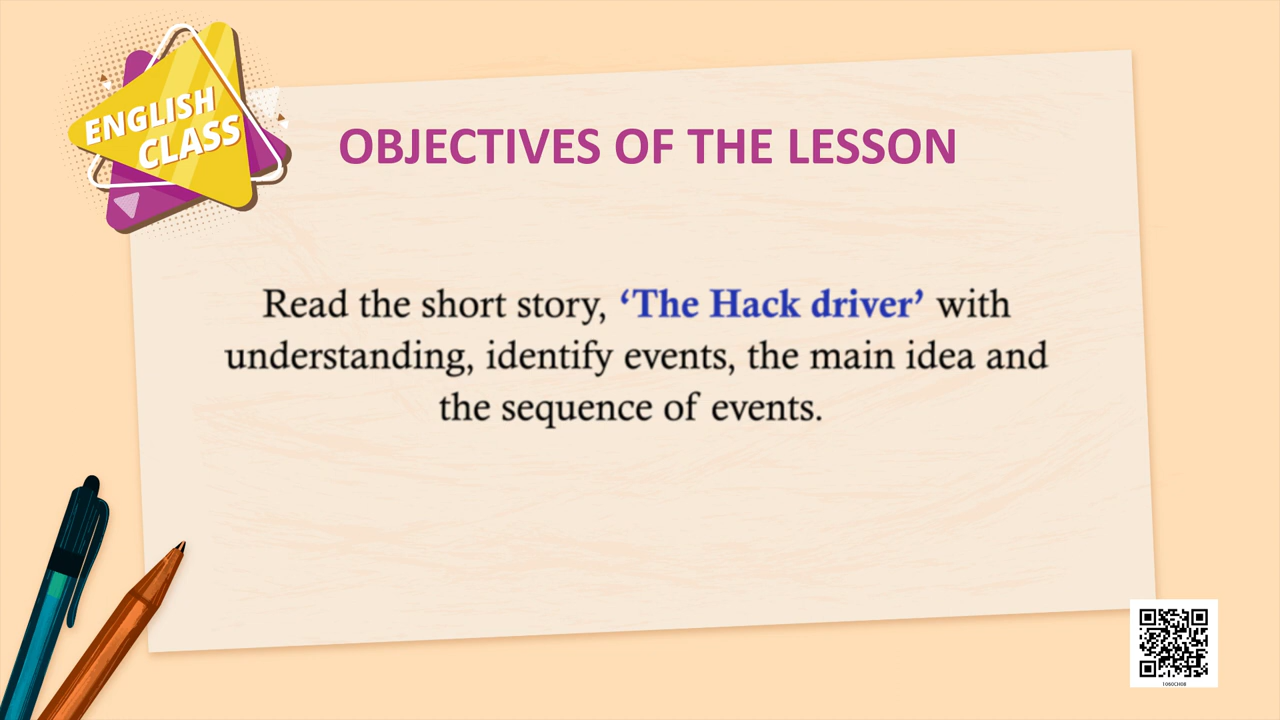 ENGLISH
CLASS
OBJECTIVES OF THE LESSON
Read the short story, ‘The Hack driver’ with
understanding, identify events, the main idea and
the sequence of events.
1060CH08